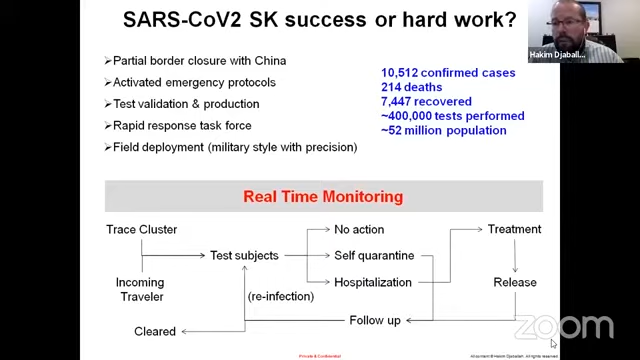 SARS-CoV2 SK success or hard work?
Hakim Djaball...
Partial border closure with China
Activated emergency protocols
Test validation & production
Rapid response task force
Field deployment (military style with precision)
10,512 confirmed cases
214 deaths
7,447 recovered
~400,000 tests performed
~52 million population
Real Time Monitoring
Trace Cluster
Incoming
Traveler
Test subjects
(re-infection)
No action
Self quarantine
Hospitalization
Treatment
Release
Follow up
Cleared
zoom
Private & Confidential